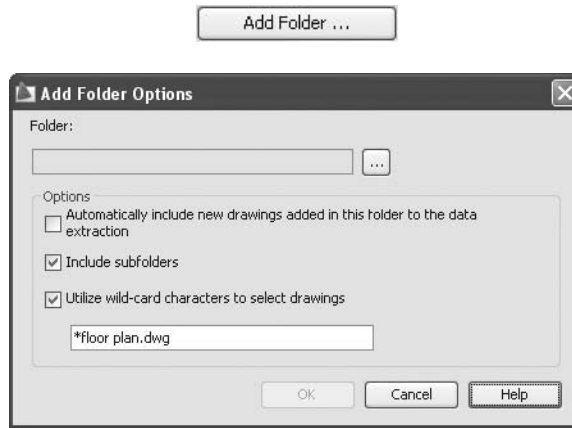 Add Folder ...
Add Folder Options
Folder:
...
Options
Automatically include new drawings added in this folder to the data
extraction
Include subfolders
Utilize wild-card characters to select drawings
*floor plan.dwg
OK Cancel Help